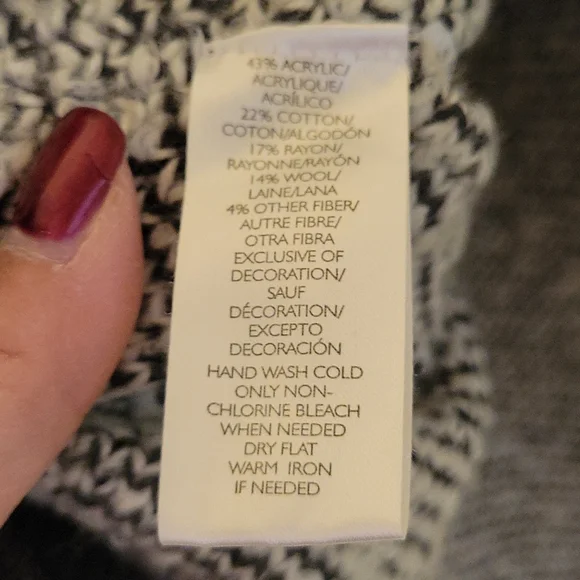 43% ACRYLIC/
ACRYLIQUE/
ACRÍLICO
22% COTTON/
COTON/ALGODÓN
17% RAYON/
RAYONNE/RAYÓN
14% WOOL/
LAINE/LANA
4% OTHER FIBER/
AUTRE FIBRE/
OTRA FIBRA
EXCLUSIVE OF
DECORATION/
SAUF
DÉCORATION/
EXCEPTO
DECORACIÓN
HAND WASH COLD
ONLY NON-
CHLORINE BLEACH
WHEN NEEDED
DRY FLAT
WARM IRON
IF NEEDED